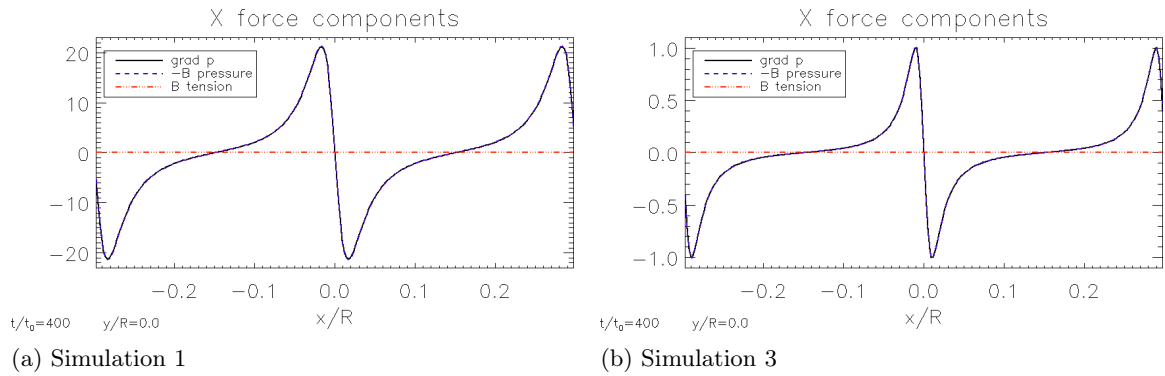 X force components
20
10
0
−10
−20
grad p
−B pressure
B tension
−0.2 −0.1 0.0 0.1 0.2
x/R
t/t₀=400 y/R=0.0
(a) Simulation 1
X force components
1.0
0.5
0.0
−0.5
−1.0
grad p
−B pressure
B tension
−0.2 −0.1 0.0 0.1 0.2
x/R
t/t₀=400 y/R=0.0
(b) Simulation 3